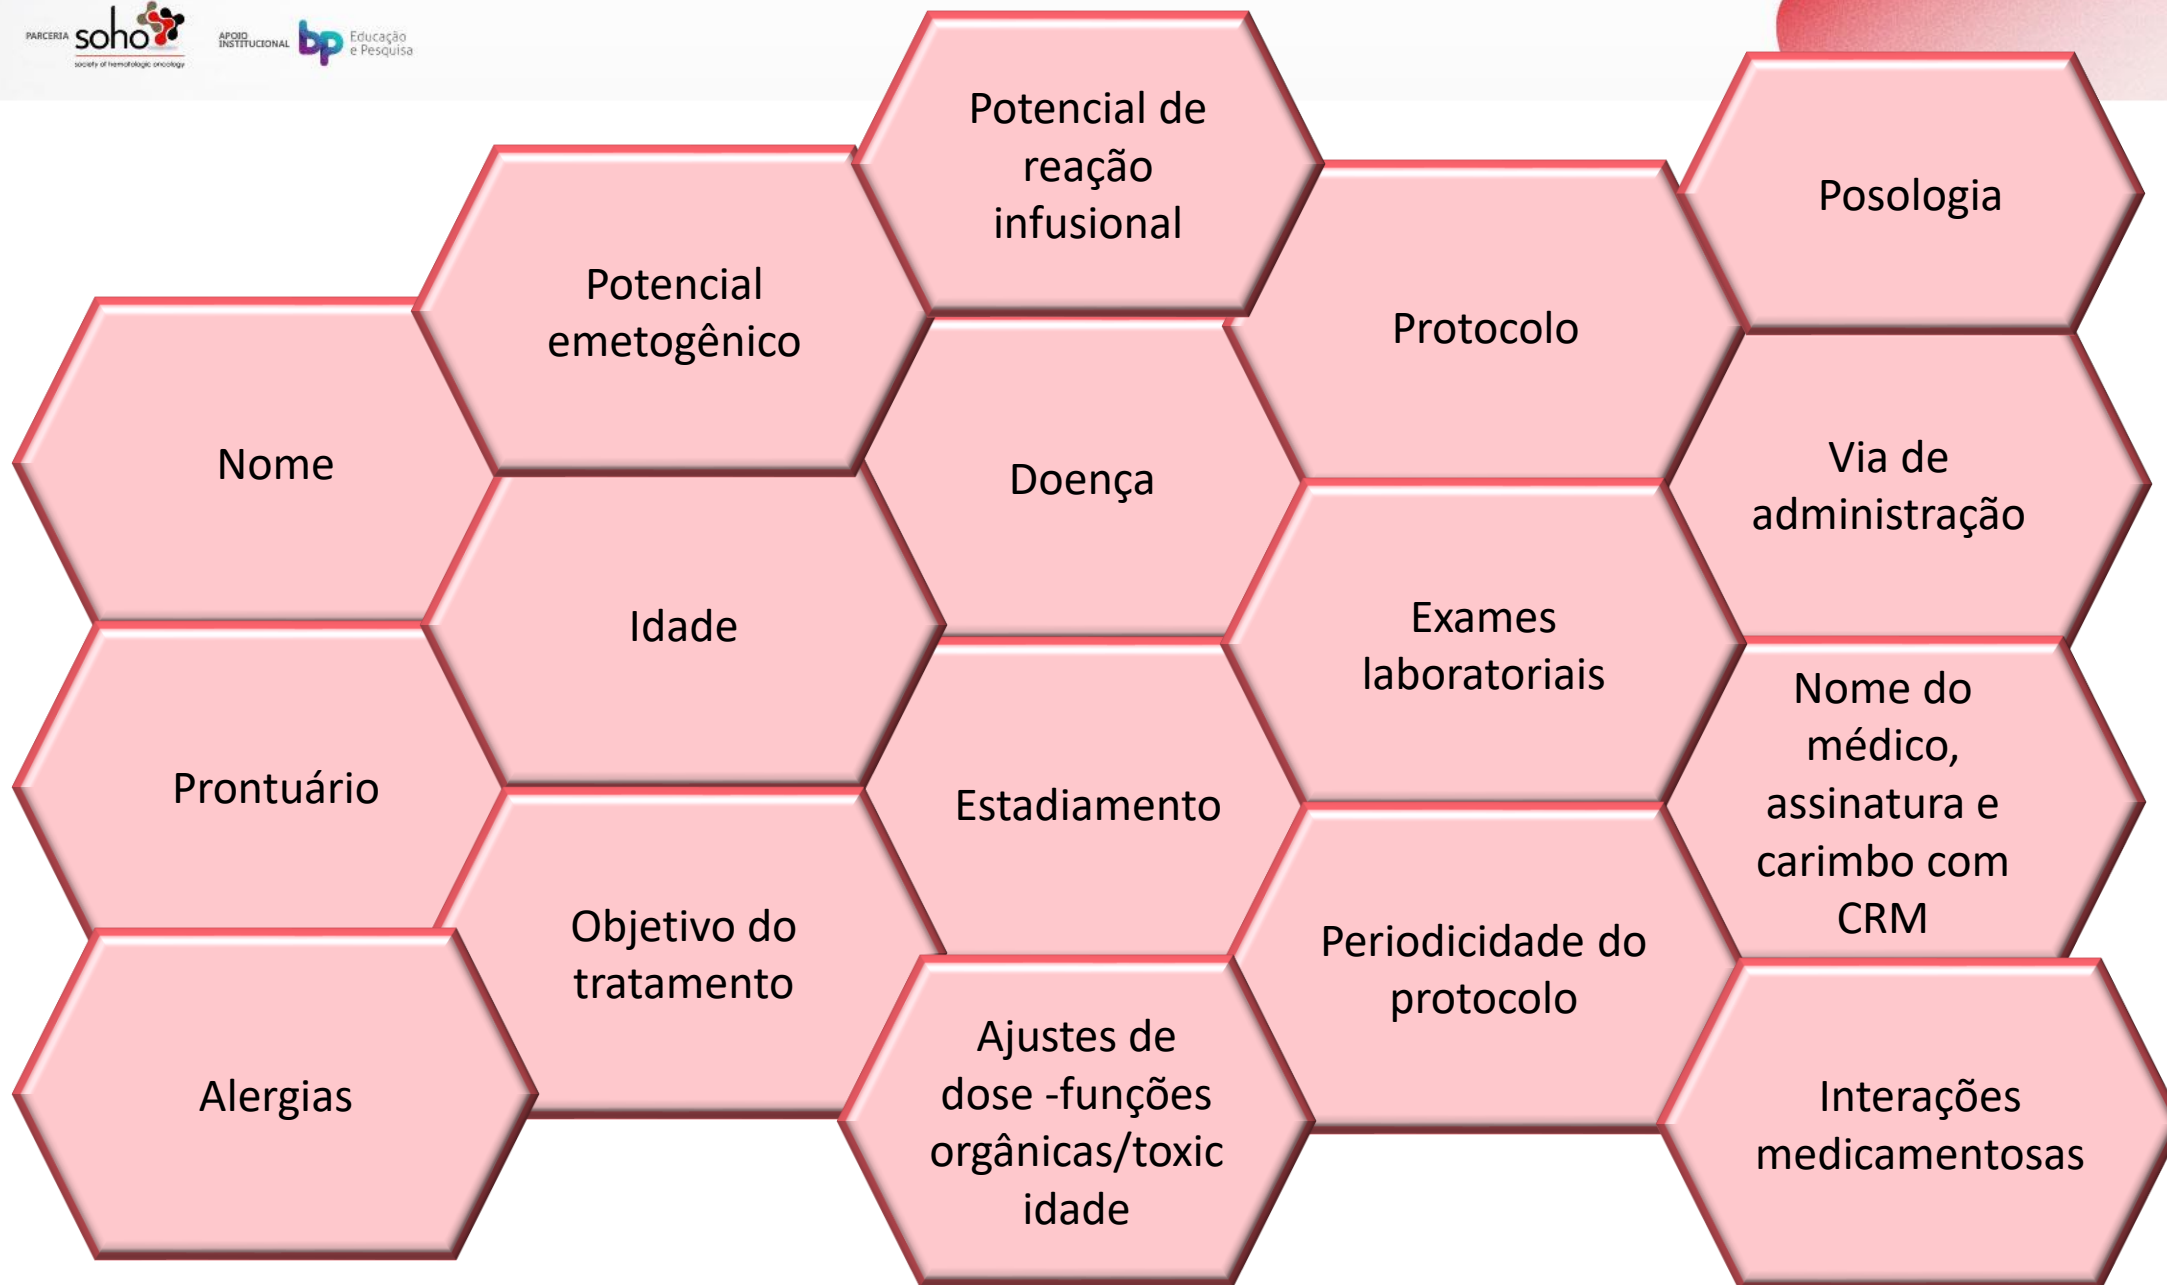 PARCERIA
soho
society of hematologic oncology
APOIO
INSTITUCIONAL
bp
Educação
e Pesquisa
Potencial de
reação
infusional
Posologia
Potencial
emetogênico
Protocolo
Nome
Doença
Via de
administração
Idade
Exames
laboratoriais
Prontuário
Estadiamento
Nome do
médico,
assinatura e
carimbo com
CRM
Objetivo do
tratamento
Periodicidade do
protocolo
Alergias
Ajustes de
dose -funções
orgânicas/toxic
idade
Interações
medicamentosas